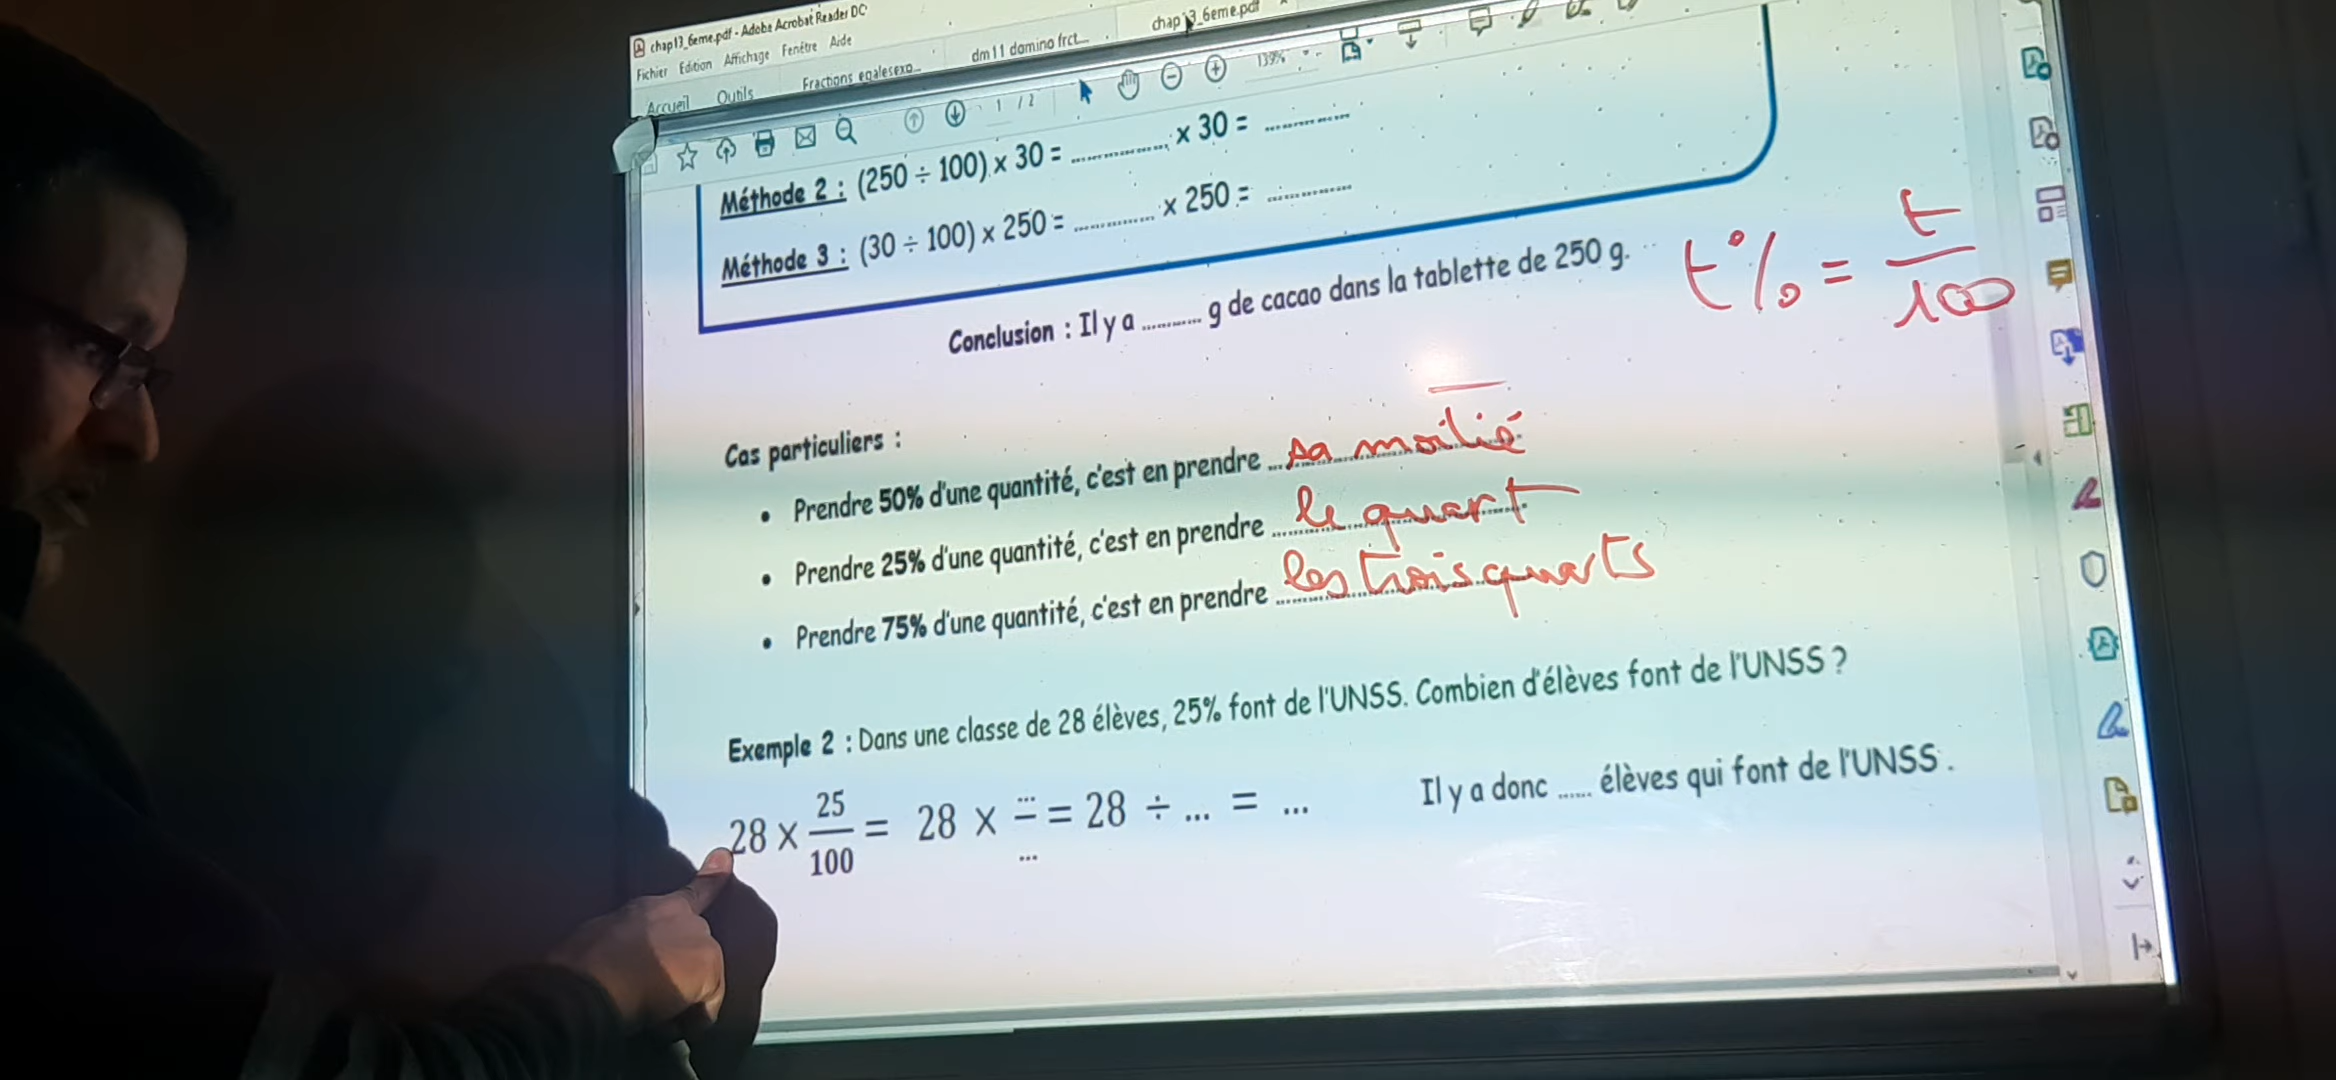 chap13_6eme.pdf - Adobe Acrobat Reader DC
Fichier Edition Affichage Fenêtre Aide
Accueil Outils Fractions egalesexo... dm11 domino frct... chap13_6eme.pdf
1 / 2 139%
Méthode 2 : (250 ÷ 100) x 30 = ............... x 30 = ...............
Méthode 3 : (30 ÷ 100) x 250 = ............... x 250 = ...............
Conclusion : Il y a .......... g de cacao dans la tablette de 250 g.
t% = t/100
Cas particuliers :
• Prendre 50% d'une quantité, c'est en prendre sa moitié
• Prendre 25% d'une quantité, c'est en prendre le quart
• Prendre 75% d'une quantité, c'est en prendre les trois quarts
Exemple 2 : Dans une classe de 28 élèves, 25% font de l'UNSS. Combien d'élèves font de l'UNSS ?
28 × 25/100 = 28 × .../... = 28 ÷ ... = ... Il y a donc ...... élèves qui font de l'UNSS .